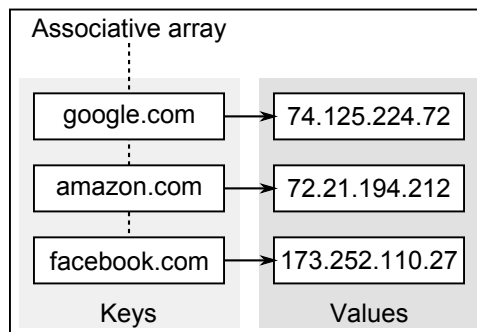 Associative array
google.com 74.125.224.72
amazon.com 72.21.194.212
facebook.com 173.252.110.27
Keys Values